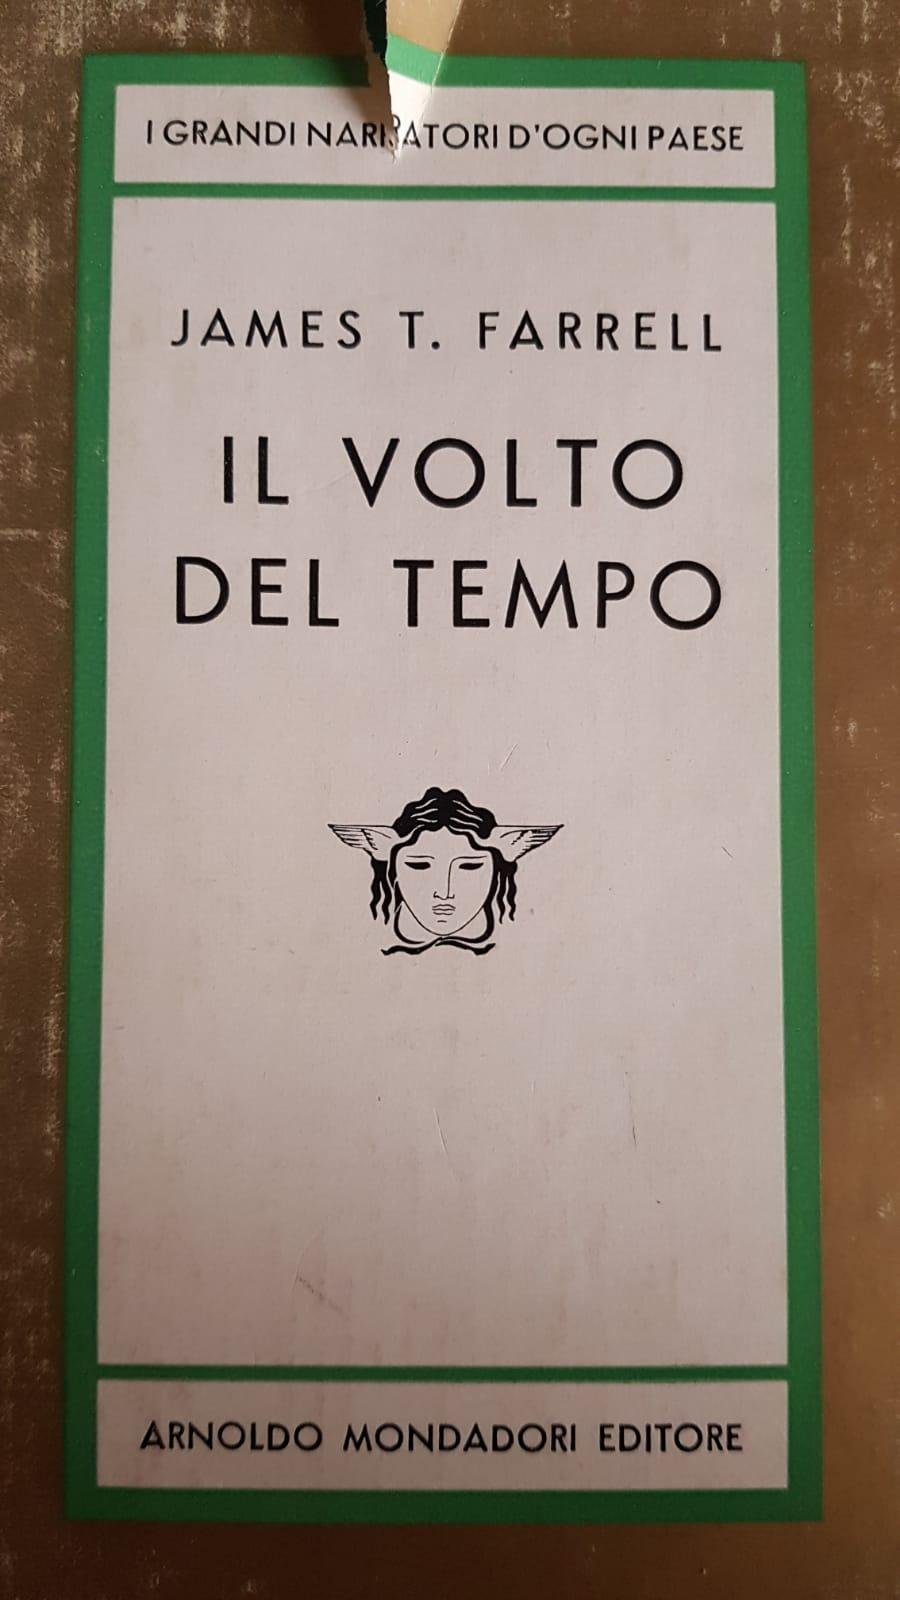 I GRANDI NARRATORI D'OGNI PAESE
JAMES T. FARRELL
IL VOLTO
DEL TEMPO
ARNOLDO MONDADORI EDITORE